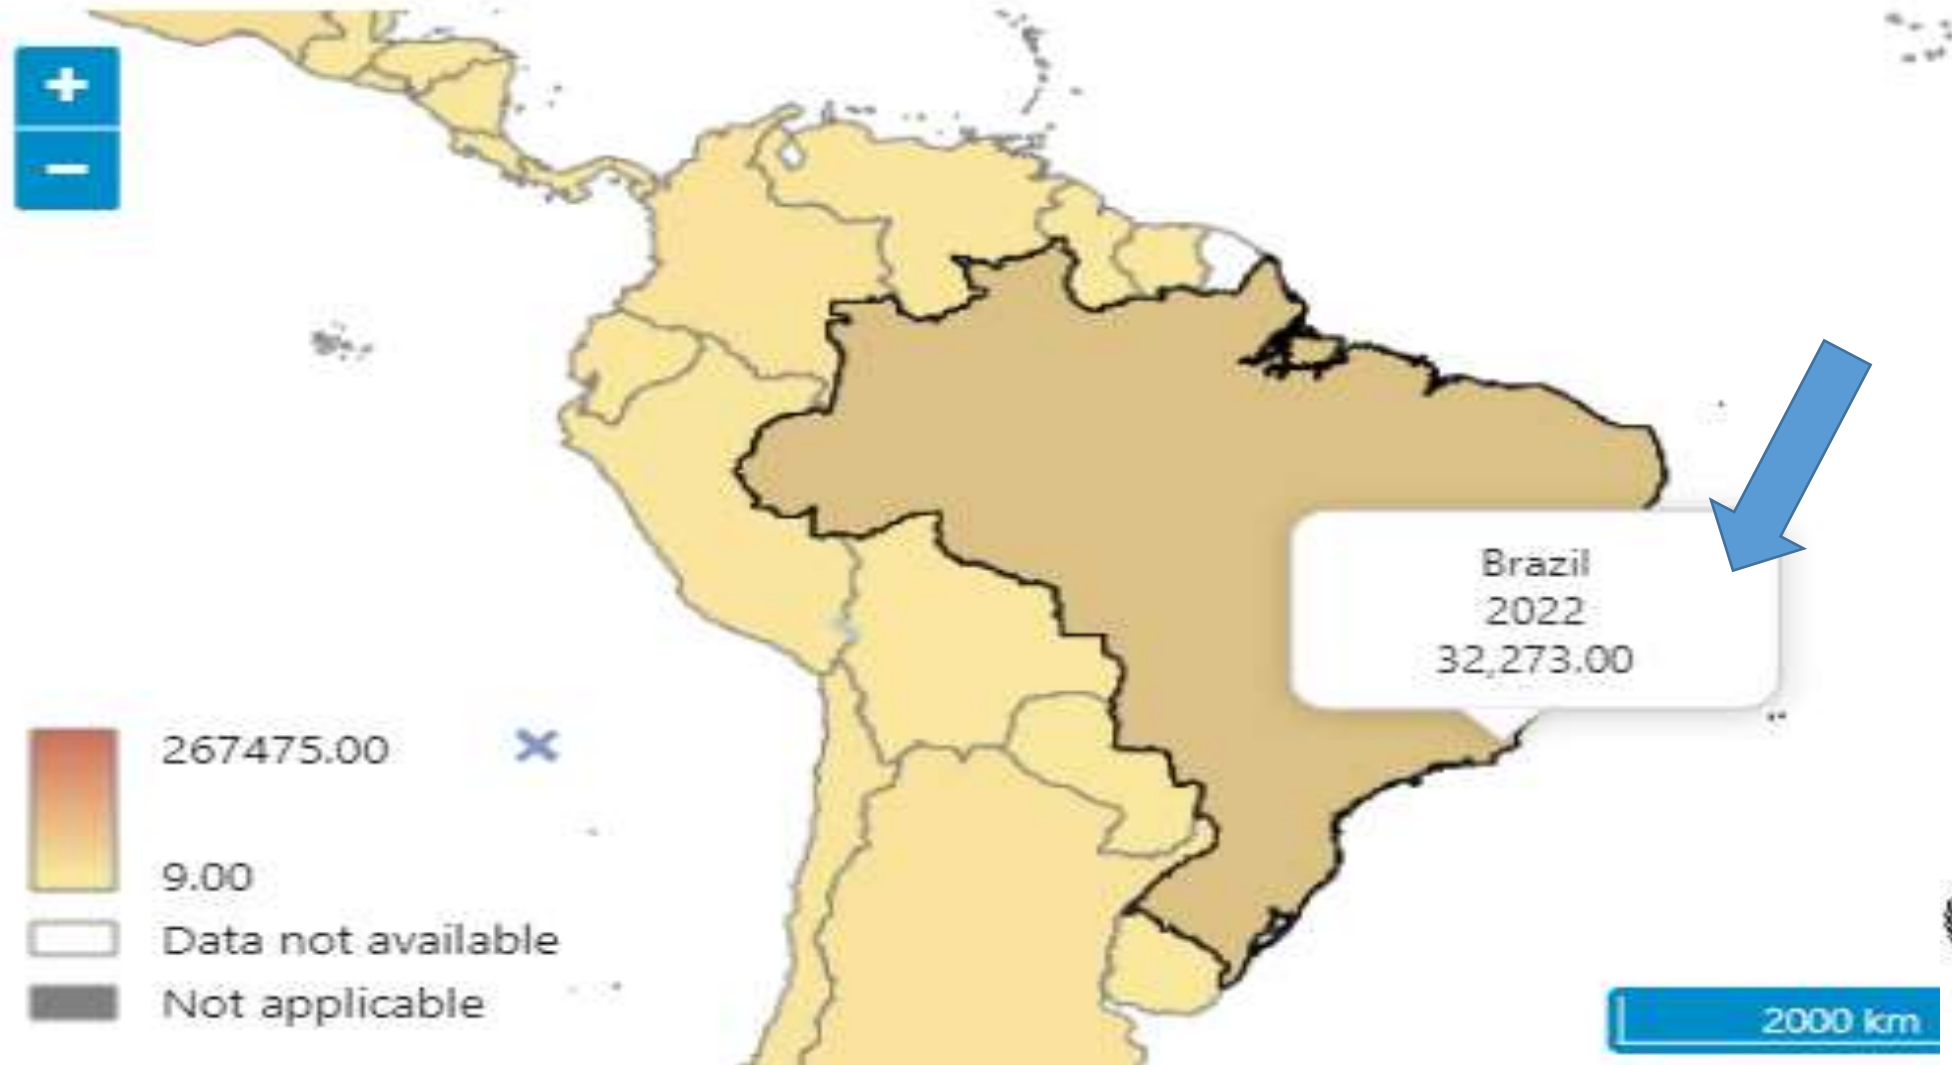 +
−
Brazil
2022
32,273.00
267475.00
9.00
Data not available
Not applicable
2000 km